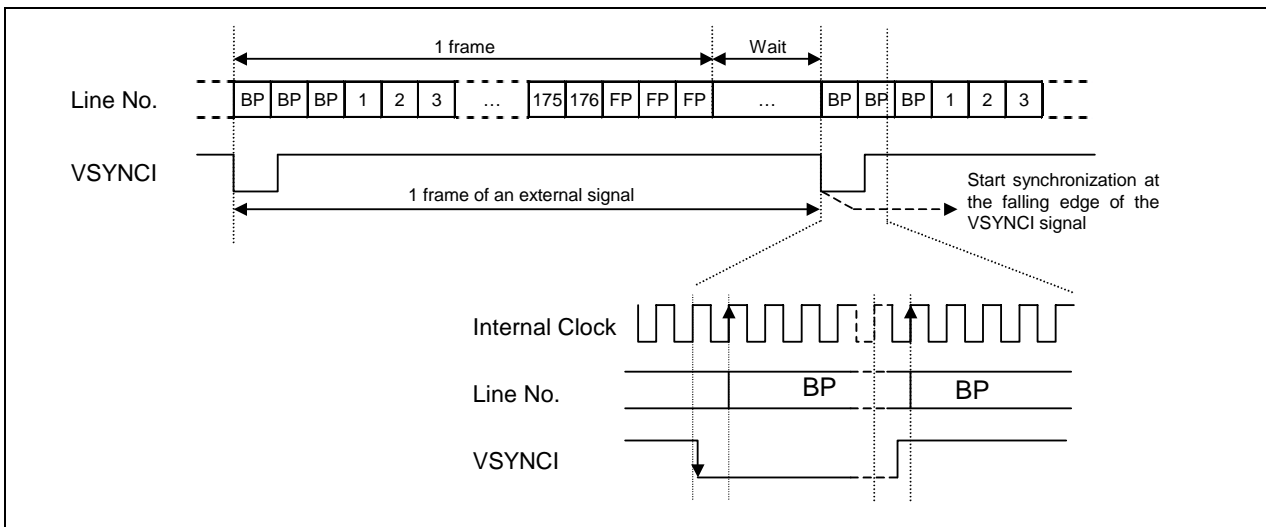 1 frame Wait
Line No. BP BP BP 1 2 3 ... 175 176 FP FP FP ... BP BP BP 1 2 3
VSYNCI
1 frame of an external signal
Start synchronization at
the falling edge of the
VSYNCI signal
Internal Clock
Line No. BP BP
VSYNCI